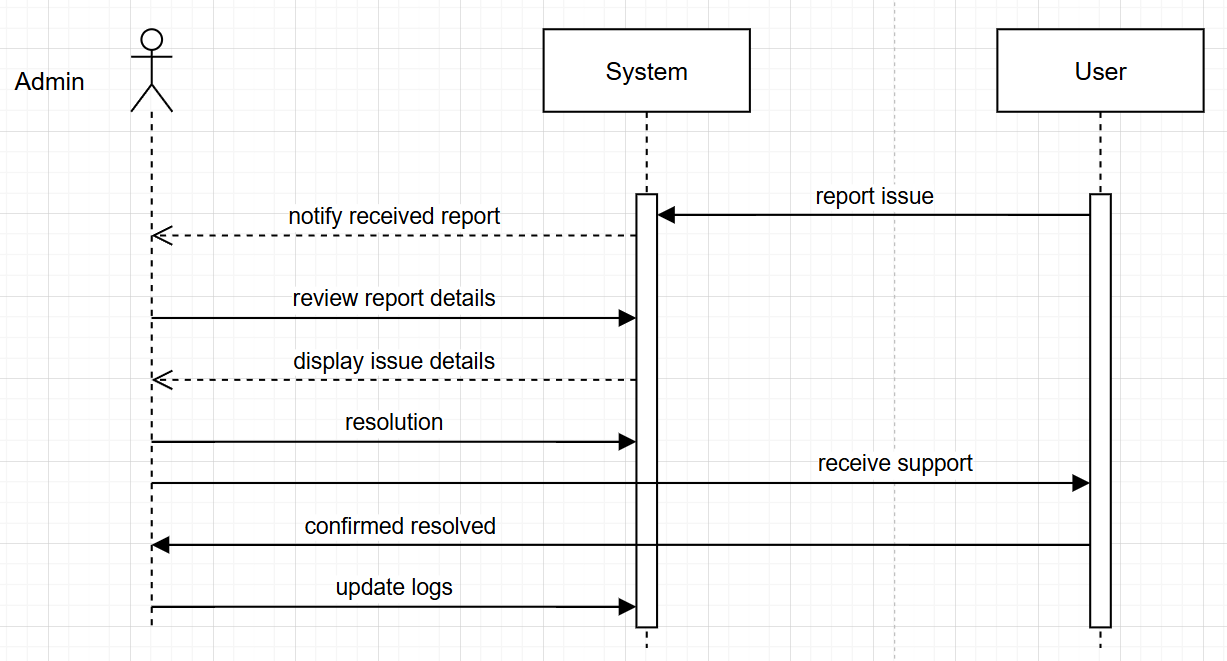 Admin
System
User
report issue
notify received report
review report details
display issue details
resolution
receive support
confirmed resolved
update logs